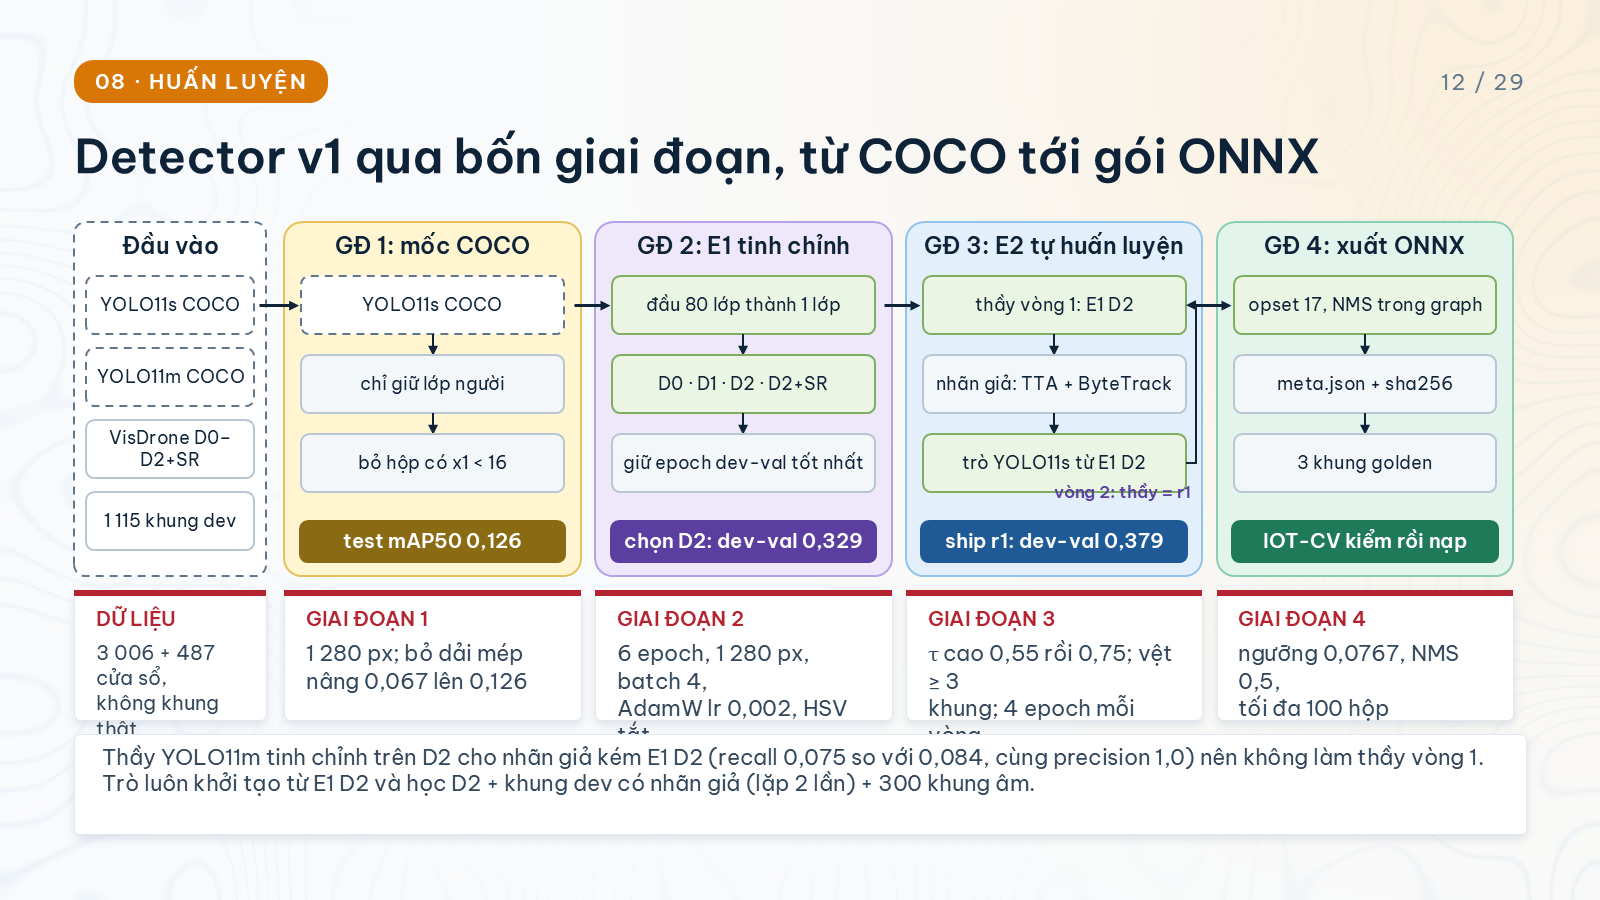 08 · HUẤN LUYỆN
12 / 29
Detector v1 qua bốn giai đoạn, từ COCO tới gói ONNX
Đầu vào
YOLO11s COCO
YOLO11m COCO
VisDrone D0–
D2+SR
1 115 khung dev
GĐ 1: mốc COCO
YOLO11s COCO
chỉ giữ lớp người
bỏ hộp có x1 < 16
test mAP50 0,126
GĐ 2: E1 tinh chỉnh
đầu 80 lớp thành 1 lớp
D0 · D1 · D2 · D2+SR
giữ epoch dev-val tốt nhất
chọn D2: dev-val 0,329
GĐ 3: E2 tự huấn luyện
thầy vòng 1: E1 D2
nhãn giả: TTA + ByteTrack
trò YOLO11s từ E1 D2
vòng 2: thầy = r1
ship r1: dev-val 0,379
GĐ 4: xuất ONNX
opset 17, NMS trong graph
meta.json + sha256
3 khung golden
IOT-CV kiểm rồi nạp
DỮ LIỆU
3 006 + 487
cửa sổ,
không khung
thật
GIAI ĐOẠN 1
1 280 px; bỏ dải mép
nâng 0,067 lên 0,126
GIAI ĐOẠN 2
6 epoch, 1 280 px,
batch 4,
AdamW lr 0,002, HSV
tắt
GIAI ĐOẠN 3
τ cao 0,55 rồi 0,75; vệt
≥ 3
khung; 4 epoch mỗi
vòng
GIAI ĐOẠN 4
ngưỡng 0,0767, NMS
0,5,
tối đa 100 hộp
Thầy YOLO11m tinh chỉnh trên D2 cho nhãn giả kém E1 D2 (recall 0,075 so với 0,084, cùng precision 1,0) nên không làm thầy vòng 1.
Trò luôn khởi tạo từ E1 D2 và học D2 + khung dev có nhãn giả (lặp 2 lần) + 300 khung âm.